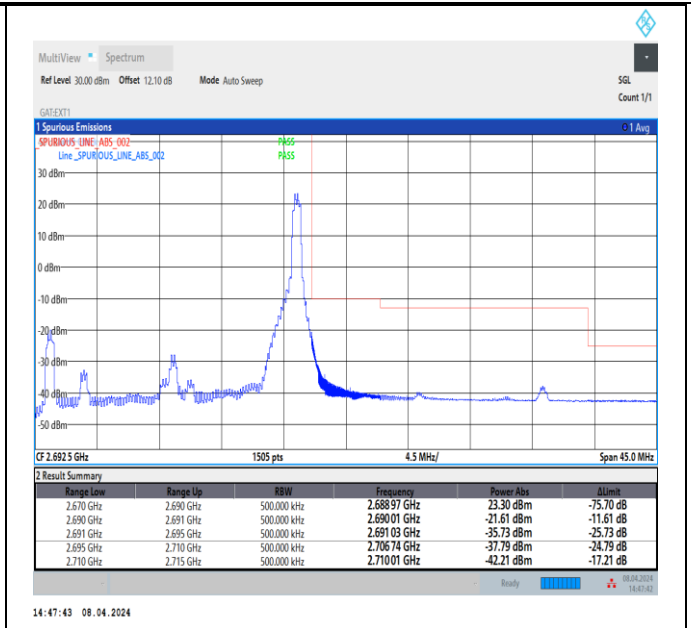 MultiView Spectrum
Ref Level 30.00 dBm Offset 12.10 dB Mode Auto Sweep SGL
Count 1/1
GAT:EXT1
1 Spurious Emissions 1 Avg
_SPURIOUS_LINE_ABS_002 PASS
Line _SPURIOUS_LINE_ABS_002 PASS
30 dBm
20 dBm
10 dBm
0 dBm
-10 dBm
-20 dBm
-30 dBm
-40 dBm
-50 dBm
CF 2.692 5 GHz 1505 pts 4.5 MHz/ Span 45.0 MHz
2 Result Summary
Range Low Range Up RBW Frequency Power Abs ΔLimit
2.670 GHz 2.690 GHz 500.000 kHz 2.688 97 GHz 23.30 dBm -75.70 dB
2.690 GHz 2.691 GHz 500.000 kHz 2.690 01 GHz -21.61 dBm -11.61 dB
2.691 GHz 2.695 GHz 500.000 kHz 2.691 03 GHz -35.73 dBm -25.73 dB
2.695 GHz 2.710 GHz 500.000 kHz 2.706 74 GHz -37.79 dBm -24.79 dB
2.710 GHz 2.715 GHz 500.000 kHz 2.710 01 GHz -42.21 dBm -17.21 dB
Ready 08.04.2024
14:47:42
14:47:43 08.04.2024